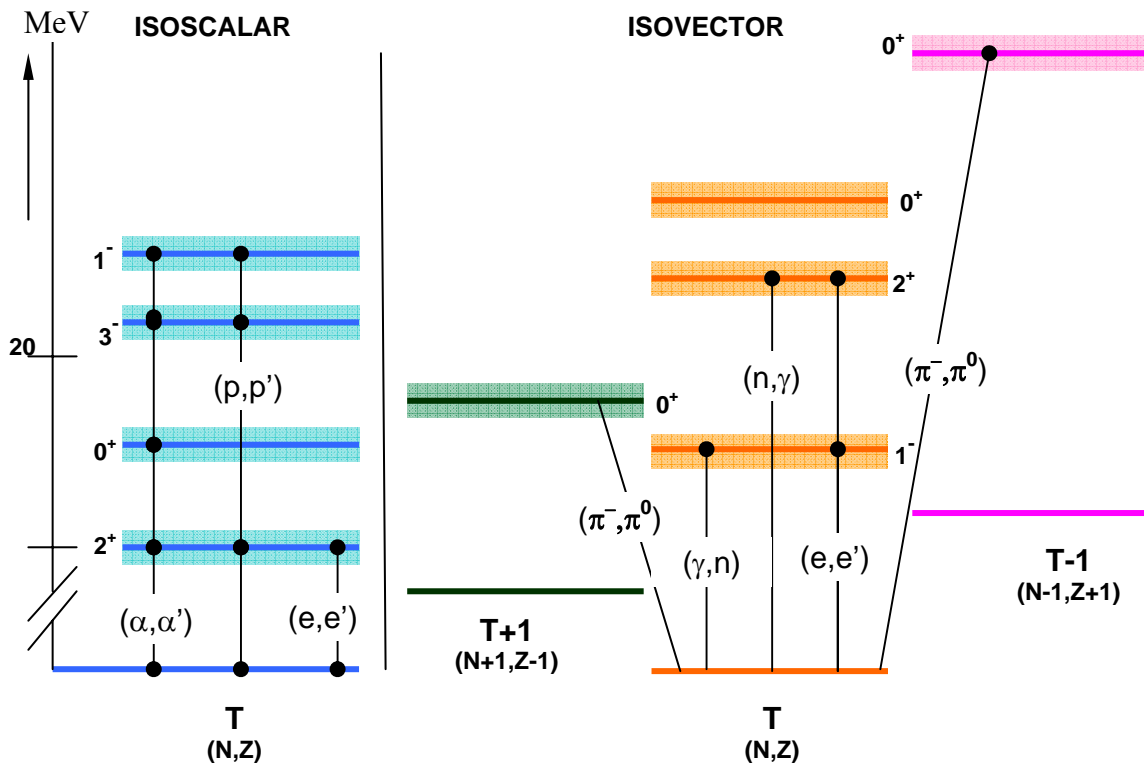 MeV
ISOSCALAR
ISOVECTOR
0⁺
0⁺
1⁻
2⁺
3⁻
20
(p,p’)
(n,γ)
(π⁻,π⁰)
0⁺
0⁺
1⁻
(π⁻,π⁰)
2⁺
(γ,n)
(e,e’)
T-1
(N-1,Z+1)
(α,α’)
(e,e’)
T+1
(N+1,Z-1)
T
(N,Z)
T
(N,Z)